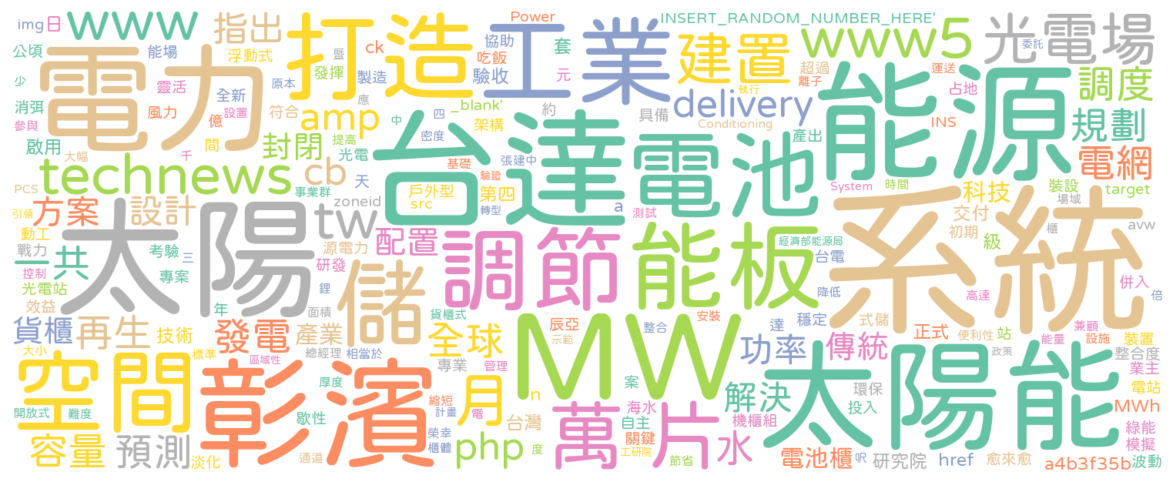 img
日
www
指出
打造
工業
Power
協助
吃飯
套
INSERT_RANDOM_NUMBER_HERE'
建置
www5
光電場
暨
委託
公頃
能場
浮動式
ck
驗收
元
超過
離子
執行
運送
電力
少
靈活
原本
發揮
製造
能源
占地
調度
消弭
風力
全新
設置
符合
應
amp
_blank'
架構
約
具備
delivery
Conditioning
INS
規劃
參與
億
間
啟用
大幅
千
封閉
提高
光電
中
四
密度
台達
電池
產出
電網
technews
cb
天
基礎
驗證
張建中
System
時間
裝設
場域
target
PCS
事業群
戶外型
src
第四
轉型
a
測試
系統
科技
交付
初期
級
櫃
avw
引領
方案
設計
太陽
zoneid
tw
動工
戰力
一共
考驗
三
專案
源電力
研發
配置
調節
能板
經濟部能源局
台電
降低
高達
併入
倍
控制
光電站
效益
鋰
儲
年
面積
貨櫃式
辰亞
示範
整合
安裝
達
穩定
式儲
正式
便利性
站
政策
能量
兼顧
設施
裝置
整合度
業主
貨櫃
再生
技術
發電
產業
全球
MW
功率
傳統
大小
標準
區域性
總經理
相當於
專業
管理
空間
彰濱
厚度
歇性
縮短
計畫
月
電
n
案
萬
片
海水
自主
關鍵
工研院
節省
水
解決
機櫃組
環保
投入
太陽能
電站
MWh
綠能
模擬
波動
開放式
難度
容量
預測
淡化
通道
榮幸
櫃體
php
台灣
度
電池櫃
呎
研究院
href
愈來愈
a4b3f35b